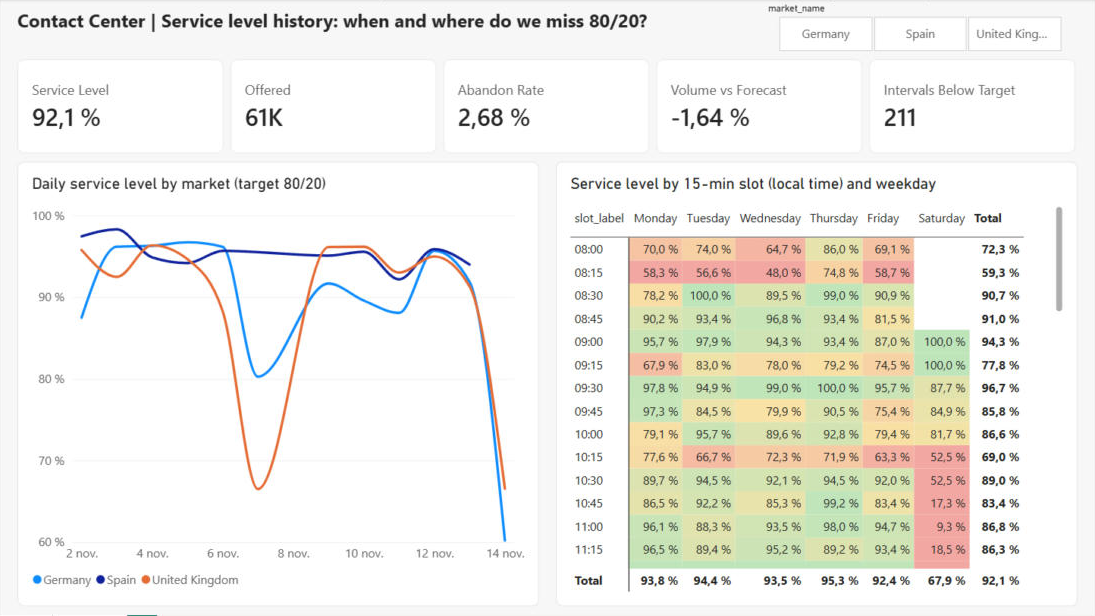 Contact Center | Service level history: when and where do we miss 80/20?
market_name
Germany
Spain
United King...
Service Level
92,1 %
Offered
61K
Abandon Rate
2,68 %
Volume vs Forecast
-1,64 %
Intervals Below Target
211
Daily service level by market (target 80/20)
100 %
90 %
80 %
70 %
60 %
2 nov. 4 nov. 6 nov. 8 nov. 10 nov. 12 nov. 14 nov.
Germany Spain United Kingdom
Service level by 15-min slot (local time) and weekday
slot_label Monday Tuesday Wednesday Thursday Friday Saturday Total
08:00 70,0 % 74,0 % 64,7 % 86,0 % 69,1 % 72,3 %
08:15 58,3 % 56,6 % 48,0 % 74,8 % 58,7 % 59,3 %
08:30 78,2 % 100,0 % 89,5 % 99,0 % 90,9 % 90,7 %
08:45 90,2 % 93,4 % 96,8 % 93,4 % 81,5 % 91,0 %
09:00 95,7 % 97,9 % 94,3 % 93,4 % 87,0 % 100,0 % 94,3 %
09:15 67,9 % 83,0 % 78,0 % 79,2 % 74,5 % 100,0 % 77,8 %
09:30 97,8 % 94,9 % 99,0 % 100,0 % 95,7 % 87,7 % 96,7 %
09:45 97,3 % 84,5 % 79,9 % 90,5 % 75,4 % 84,9 % 85,8 %
10:00 79,1 % 95,7 % 89,6 % 92,8 % 79,4 % 81,7 % 86,6 %
10:15 77,6 % 66,7 % 72,3 % 71,9 % 63,3 % 52,5 % 69,0 %
10:30 89,7 % 94,5 % 92,1 % 94,5 % 92,0 % 52,5 % 89,0 %
10:45 86,5 % 92,2 % 85,3 % 99,2 % 83,4 % 17,3 % 83,4 %
11:00 96,1 % 88,3 % 93,5 % 98,0 % 94,7 % 9,3 % 86,8 %
11:15 96,5 % 89,4 % 95,2 % 89,2 % 93,4 % 18,5 % 86,3 %
Total 93,8 % 94,4 % 93,5 % 95,3 % 92,4 % 67,9 % 92,1 %